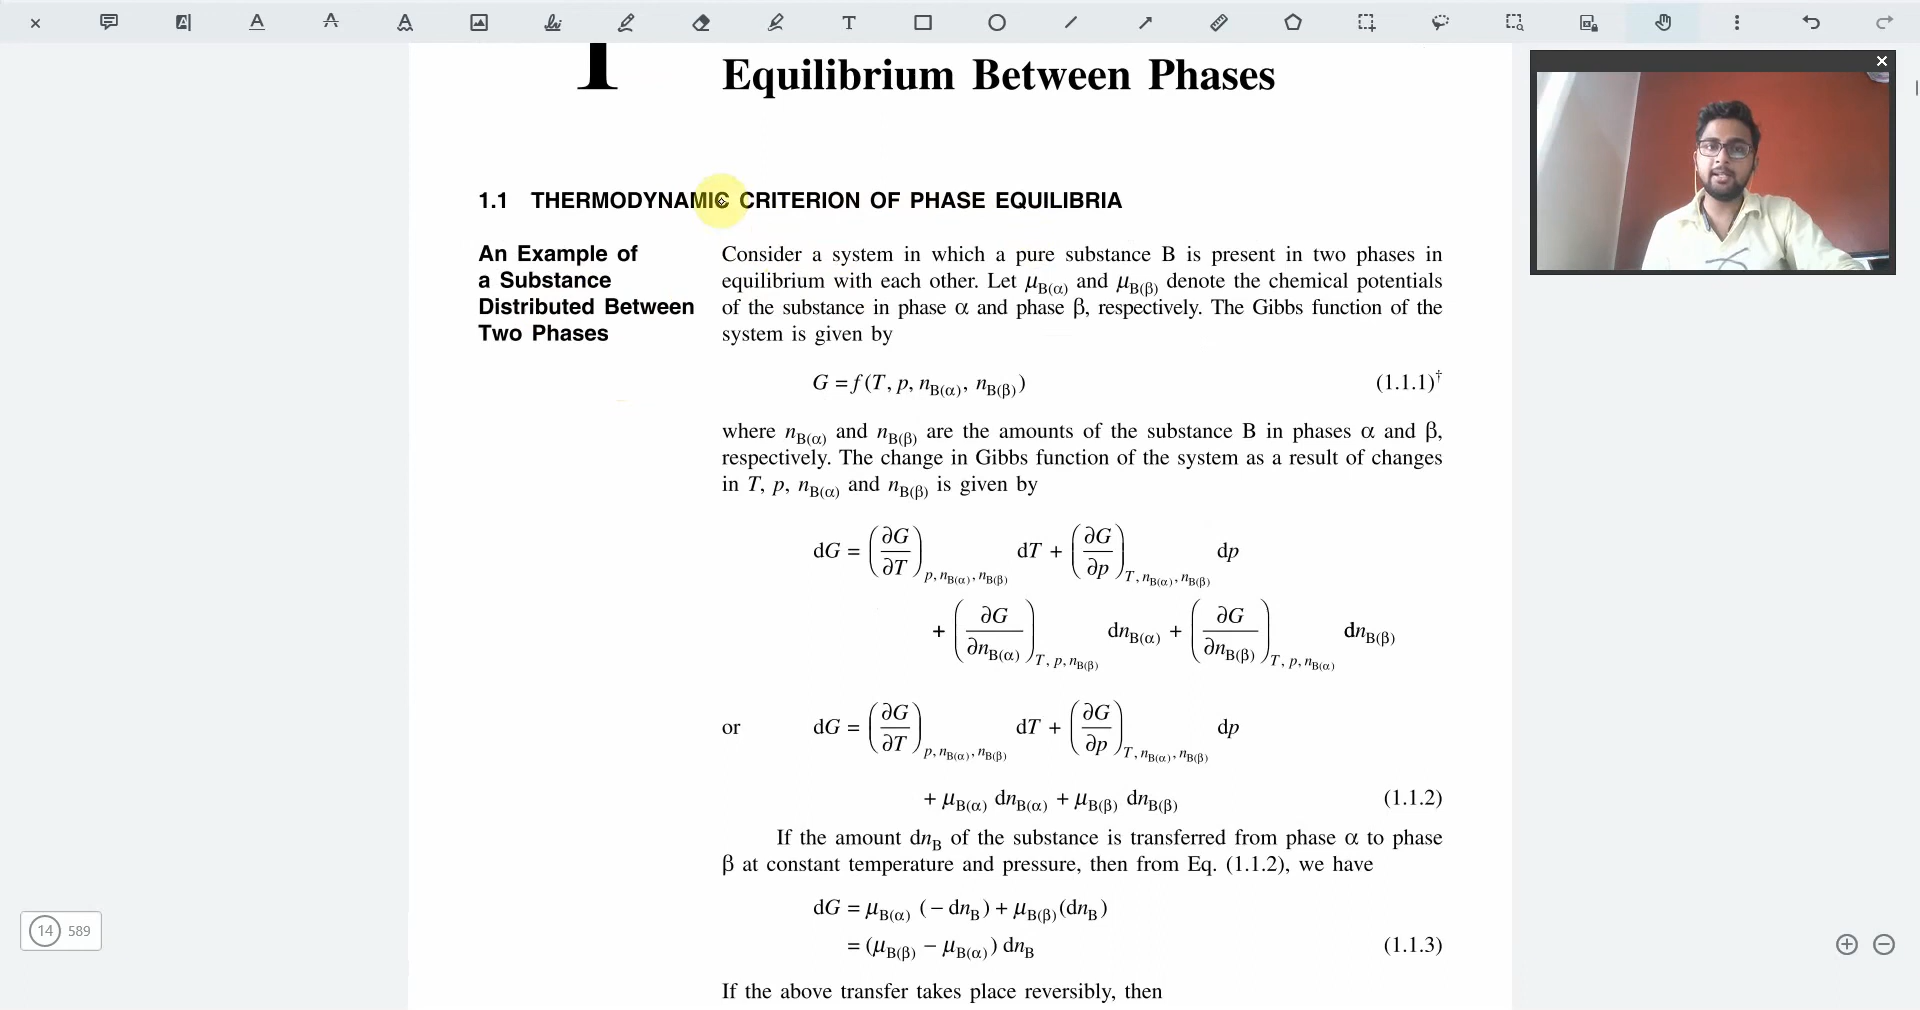 1
Equilibrium Between Phases
1.1 THERMODYNAMIC CRITERION OF PHASE EQUILIBRIA
An Example of
a Substance
Distributed Between
Two Phases
Consider a system in which a pure substance B is present in two phases in
equilibrium with each other. Let μB(α) and μB(β) denote the chemical potentials
of the substance in phase α and phase β, respectively. The Gibbs function of the
system is given by
G = f (T, p, nB(α), nB(β)) (1.1.1)†
where nB(α) and nB(β) are the amounts of the substance B in phases α and β,
respectively. The change in Gibbs function of the system as a result of changes
in T, p, nB(α) and nB(β) is given by
dG = (∂G/∂T)p, nB(α), nB(β) dT + (∂G/∂p)T, nB(α), nB(β) dp
+ (∂G/∂nB(α))T, p, nB(β) dnB(α) + (∂G/∂nB(β))T, p, nB(α) dnB(β)
or dG = (∂G/∂T)p, nB(α), nB(β) dT + (∂G/∂p)T, nB(α), nB(β) dp
+ μB(α) dnB(α) + μB(β) dnB(β) (1.1.2)
If the amount dnB of the substance is transferred from phase α to phase
β at constant temperature and pressure, then from Eq. (1.1.2), we have
dG = μB(α) (− dnB) + μB(β) (dnB)
= (μB(β) − μB(α)) dnB (1.1.3)
If the above transfer takes place reversibly, then
14 589